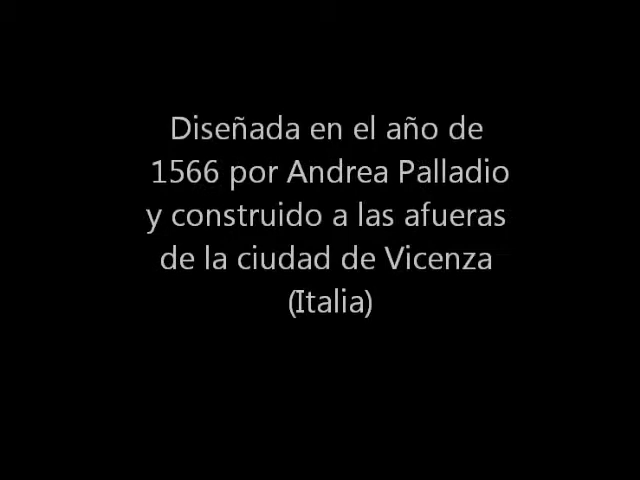 Diseñada en el año de
1566 por Andrea Palladio
y construido a las afueras
de la ciudad de Vicenza
(Italia)